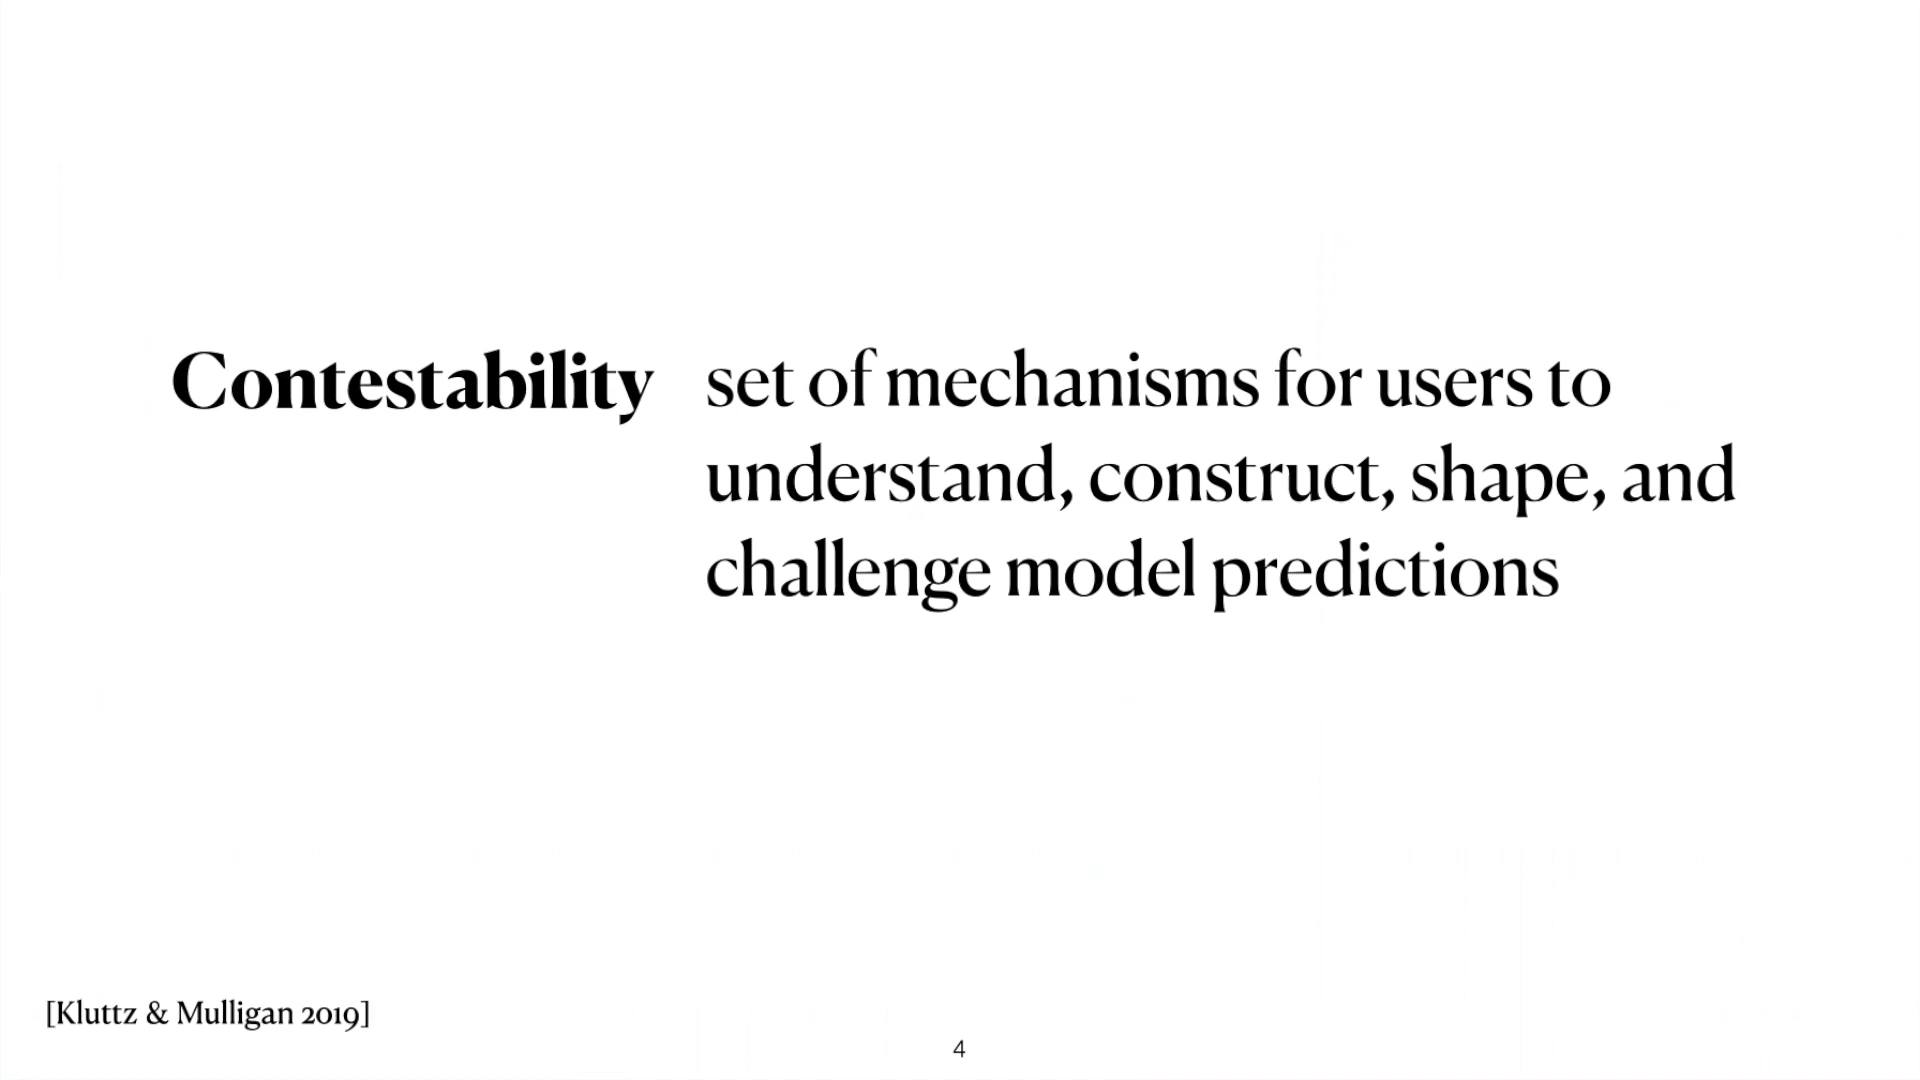 Contestability set of mechanisms for users to
understand, construct, shape, and
challenge model predictions
[Kluttz & Mulligan 2019]
4